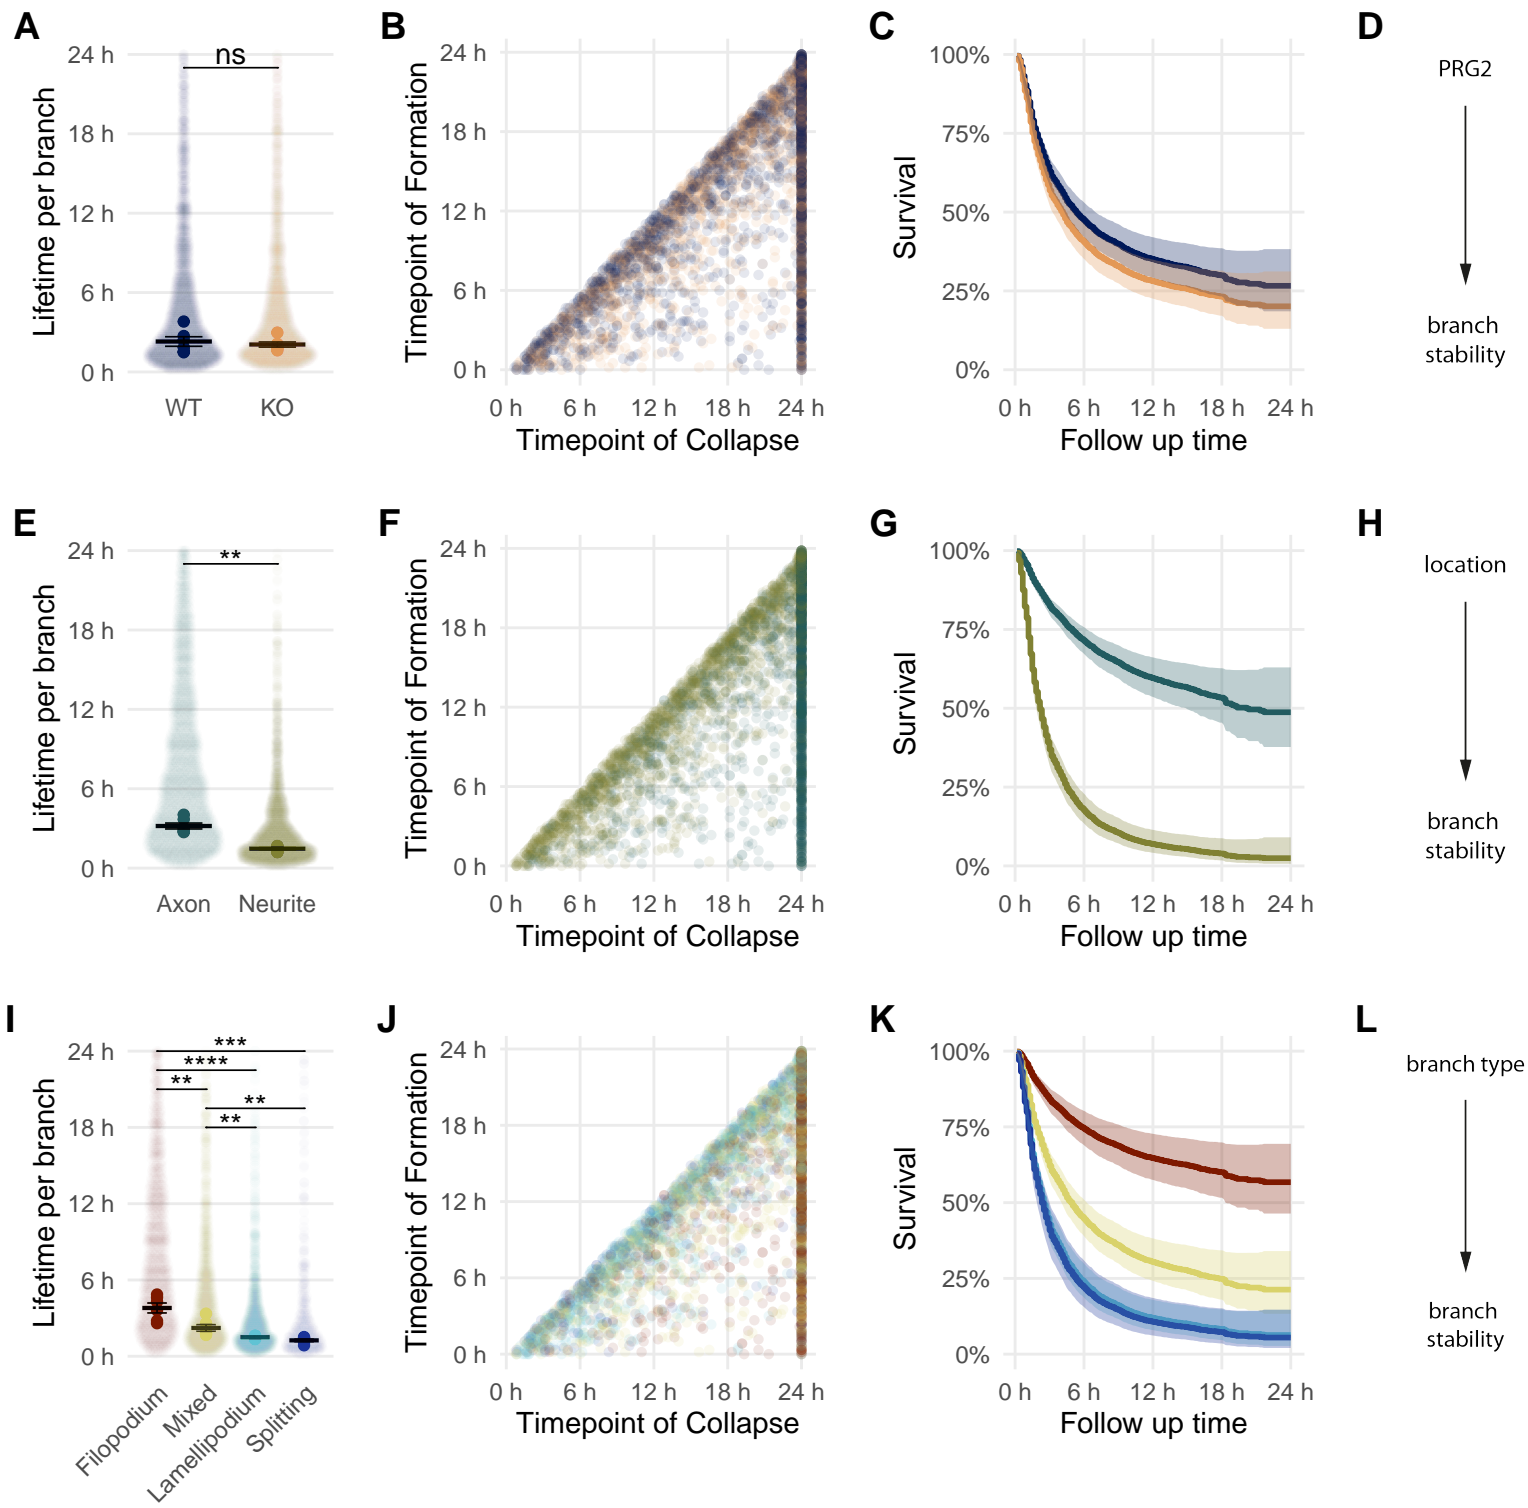 A
Lifetime per branch
24 h
18 h
12 h
6 h
0 h
ns
WT
KO
B
Timepoint of Formation
24 h
18 h
12 h
6 h
0 h
0 h
6 h
12 h
18 h
24 h
Timepoint of Collapse
C
Survival
100%
75%
50%
25%
0%
0 h
6 h
12 h
18 h
24 h
Follow up time
D
PRG2
branch
stability
E
Lifetime per branch
24 h
18 h
12 h
6 h
0 h
**
Axon
Neurite
F
Timepoint of Formation
24 h
18 h
12 h
6 h
0 h
0 h
6 h
12 h
18 h
24 h
Timepoint of Collapse
G
Survival
100%
75%
50%
25%
0%
0 h
6 h
12 h
18 h
24 h
Follow up time
H
location
branch
stability
I
Lifetime per branch
24 h
18 h
12 h
6 h
0 h
***
****
**
**
**
Filopodium
Mixed
Lamellipodium
Splitting
J
Timepoint of Formation
24 h
18 h
12 h
6 h
0 h
0 h
6 h
12 h
18 h
24 h
Timepoint of Collapse
K
Survival
100%
75%
50%
25%
0%
0 h
6 h
12 h
18 h
24 h
Follow up time
L
branch type
branch
stability